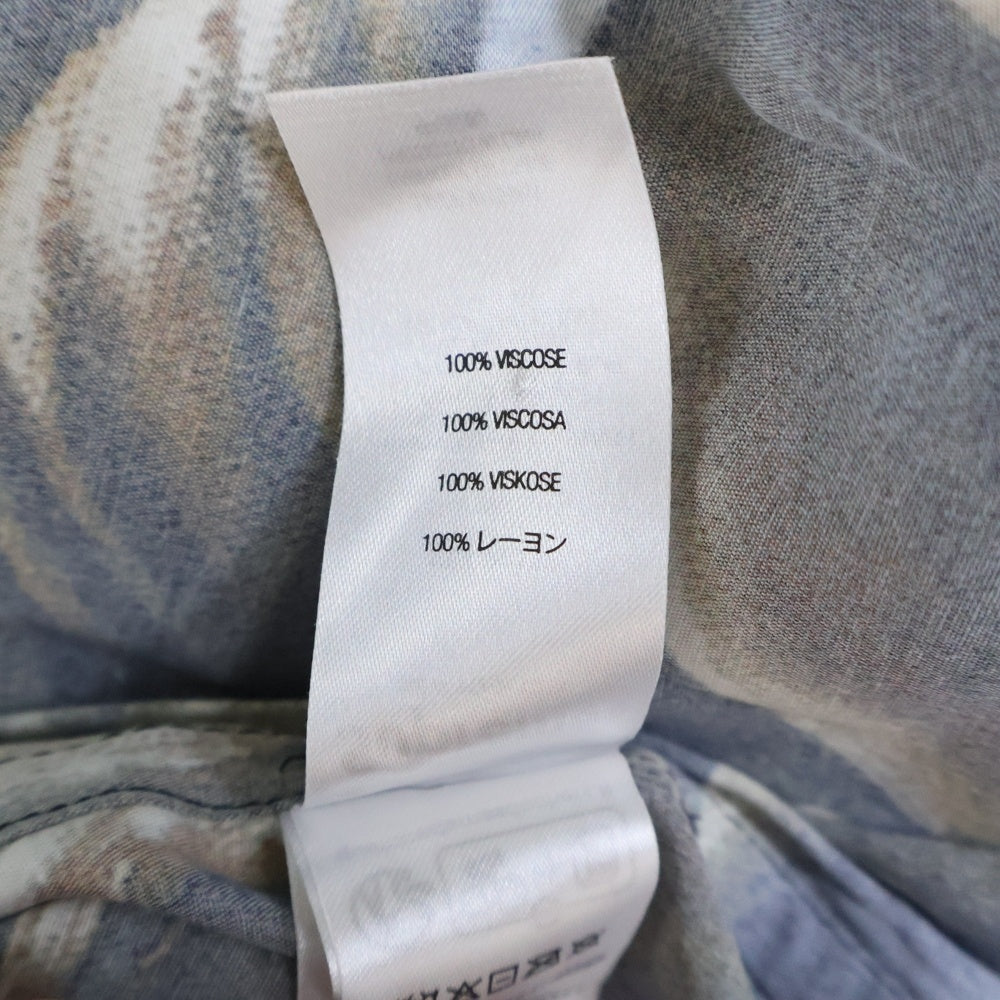 100% VISCOSE
100% VISCOSA
100% VISKOSE
100% レーヨン